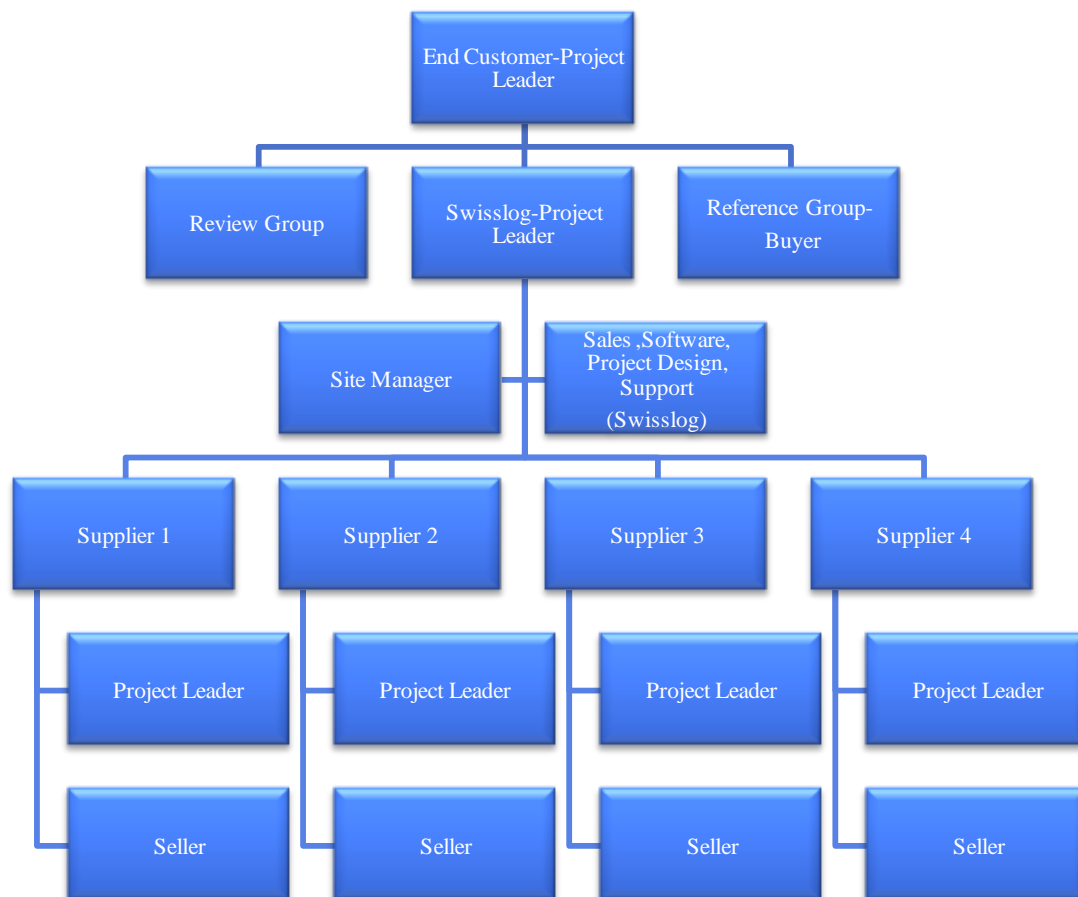 End Customer-Project
Leader
Review Group
Swisslog-Project
Leader
Reference Group-
Buyer
Site Manager
Sales ,Software,
Project Design,
Support
(Swisslog)
Supplier 1
Supplier 2
Supplier 3
Supplier 4
Project Leader
Project Leader
Project Leader
Project Leader
Seller
Seller
Seller
Seller